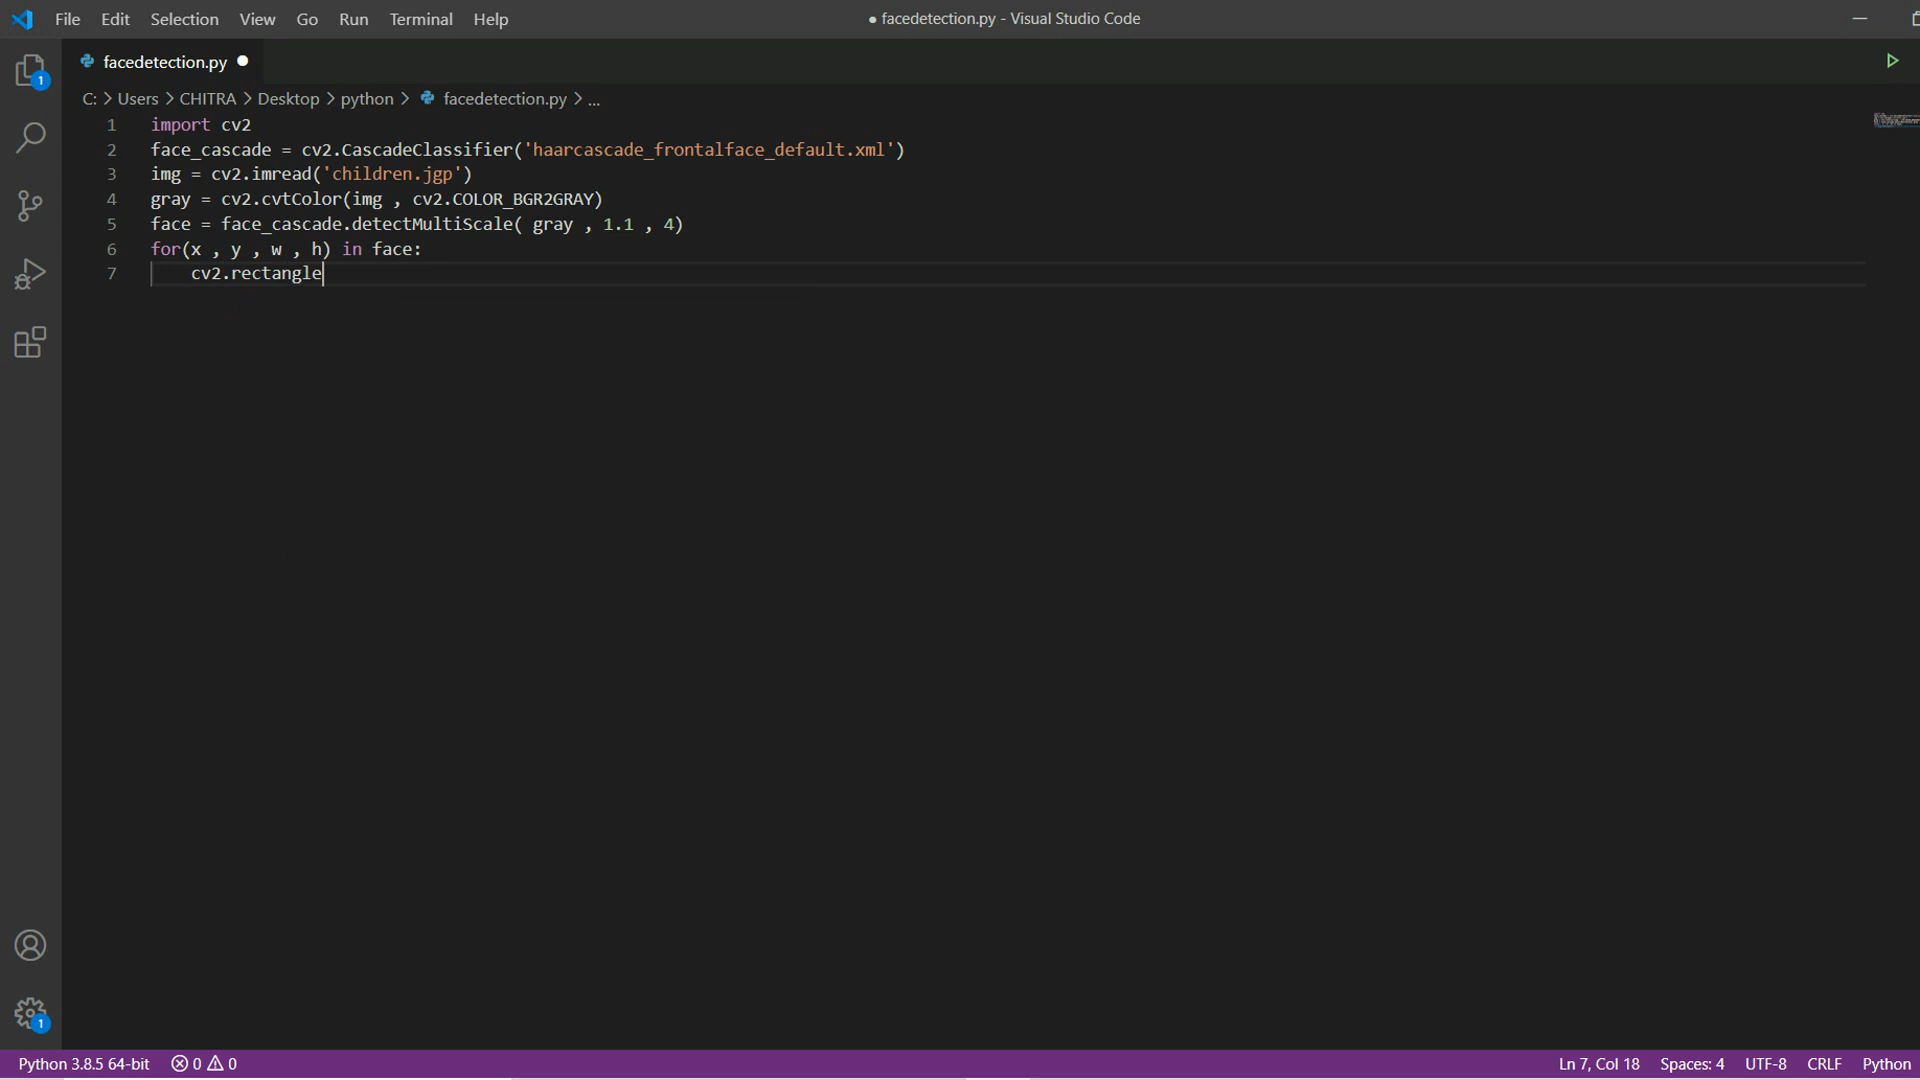 File Edit Selection View Go Run Terminal Help ● facedetection.py - Visual Studio Code
facedetection.py
1
C: > Users > CHITRA > Desktop > python > facedetection.py > ...
1 import cv2
2 face_cascade = cv2.CascadeClassifier('haarcascade_frontalface_default.xml')
3 img = cv2.imread('children.jgp')
4 gray = cv2.cvtColor(img , cv2.COLOR_BGR2GRAY)
5 face = face_cascade.detectMultiScale( gray , 1.1 , 4)
6 for(x , y , w , h) in face:
7     cv2.rectangle
1
Python 3.8.5 64-bit 0 0 Ln 7, Col 18 Spaces: 4 UTF-8 CRLF Python